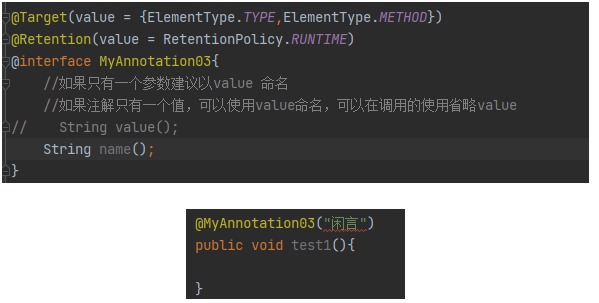 @Target(value = {ElementType.TYPE,ElementType.METHOD})
@Retention(value = RetentionPolicy.RUNTIME)
@interface MyAnnotation03{
    //如果只有一个参数建议以value 命名
    //如果注解只有一个值，可以使用value命名，可以在调用的使用省略value
//    String value();
    String name();
}
@MyAnnotation03("闲言")
public void test1(){
}